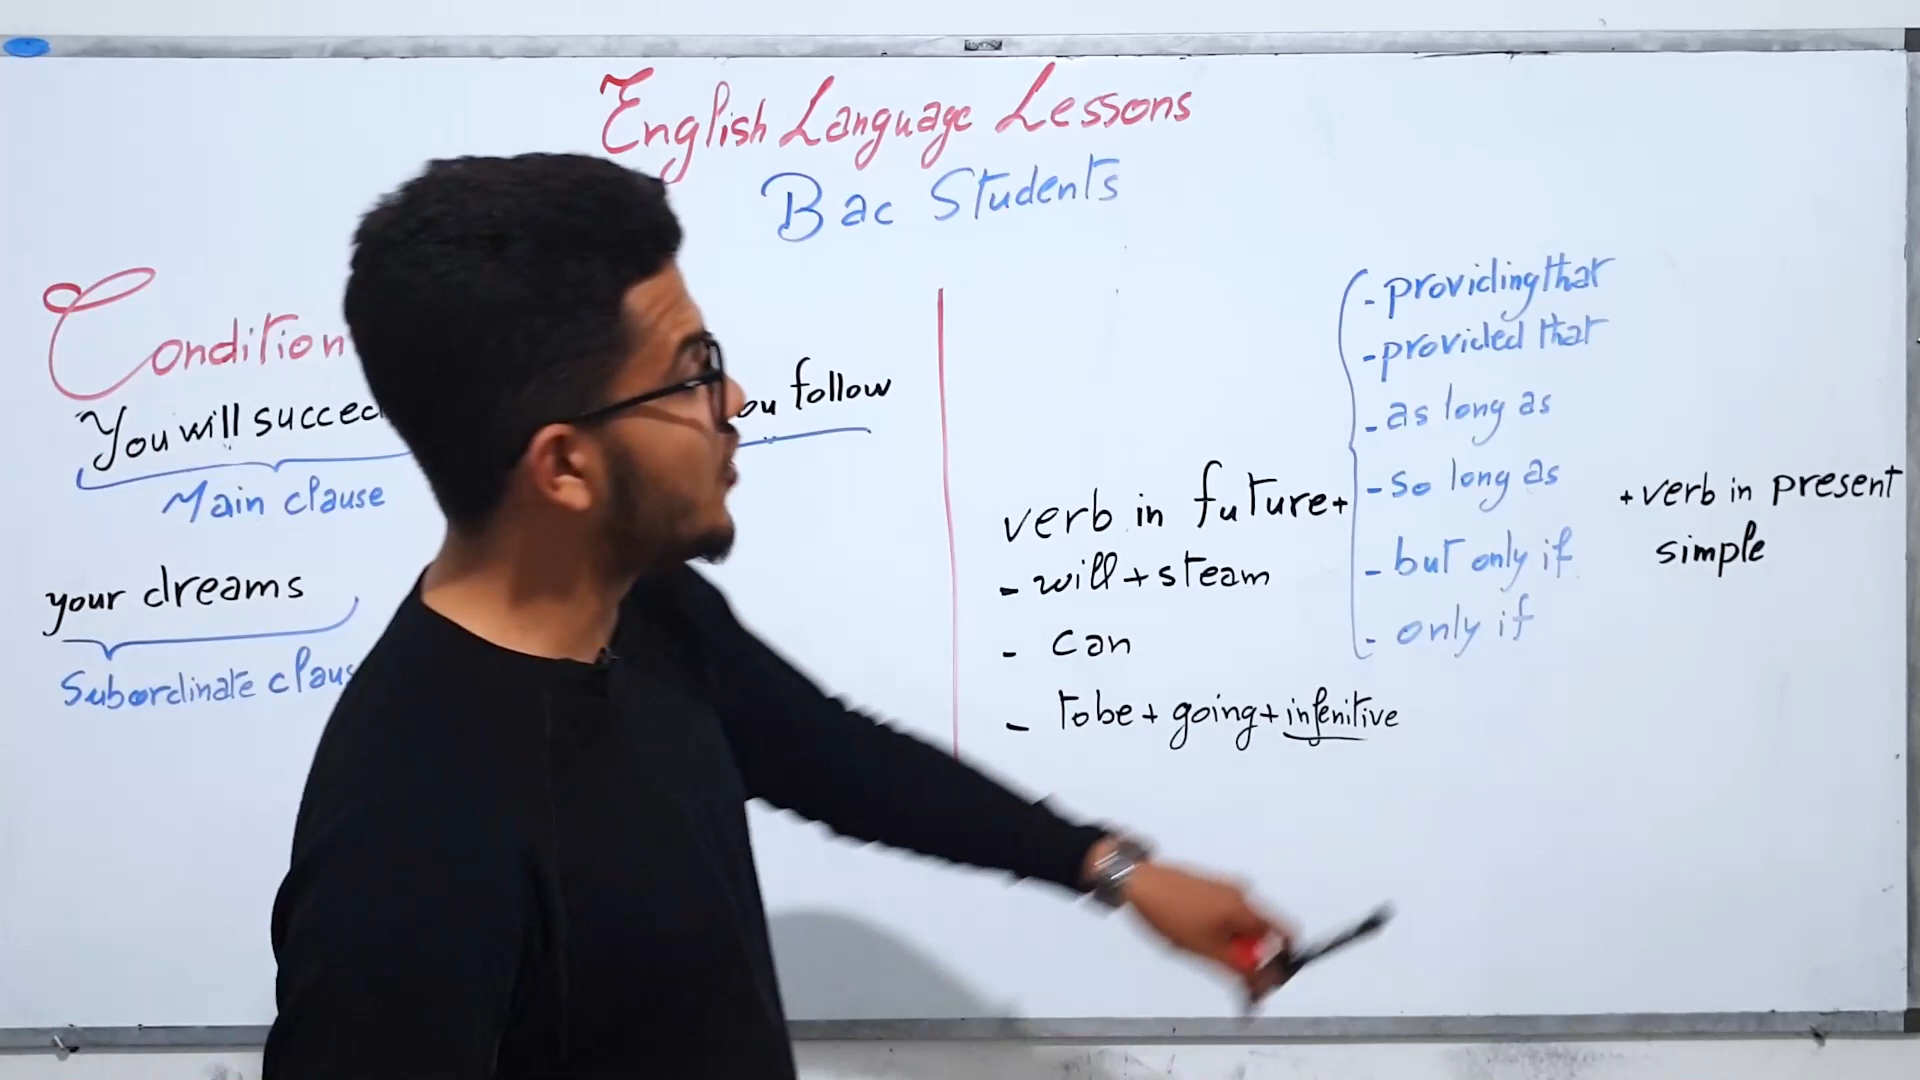 English Language Lessons
Bac Students
Condition
You will succeed
follow
Main clause
your dreams
Subordinate clause
verb in future +
- will + steam
- can
- to be + going + infenitive
- providing that
- provided that
- as long as
- so long as
- but only if
- only if
+ verb in present
simple